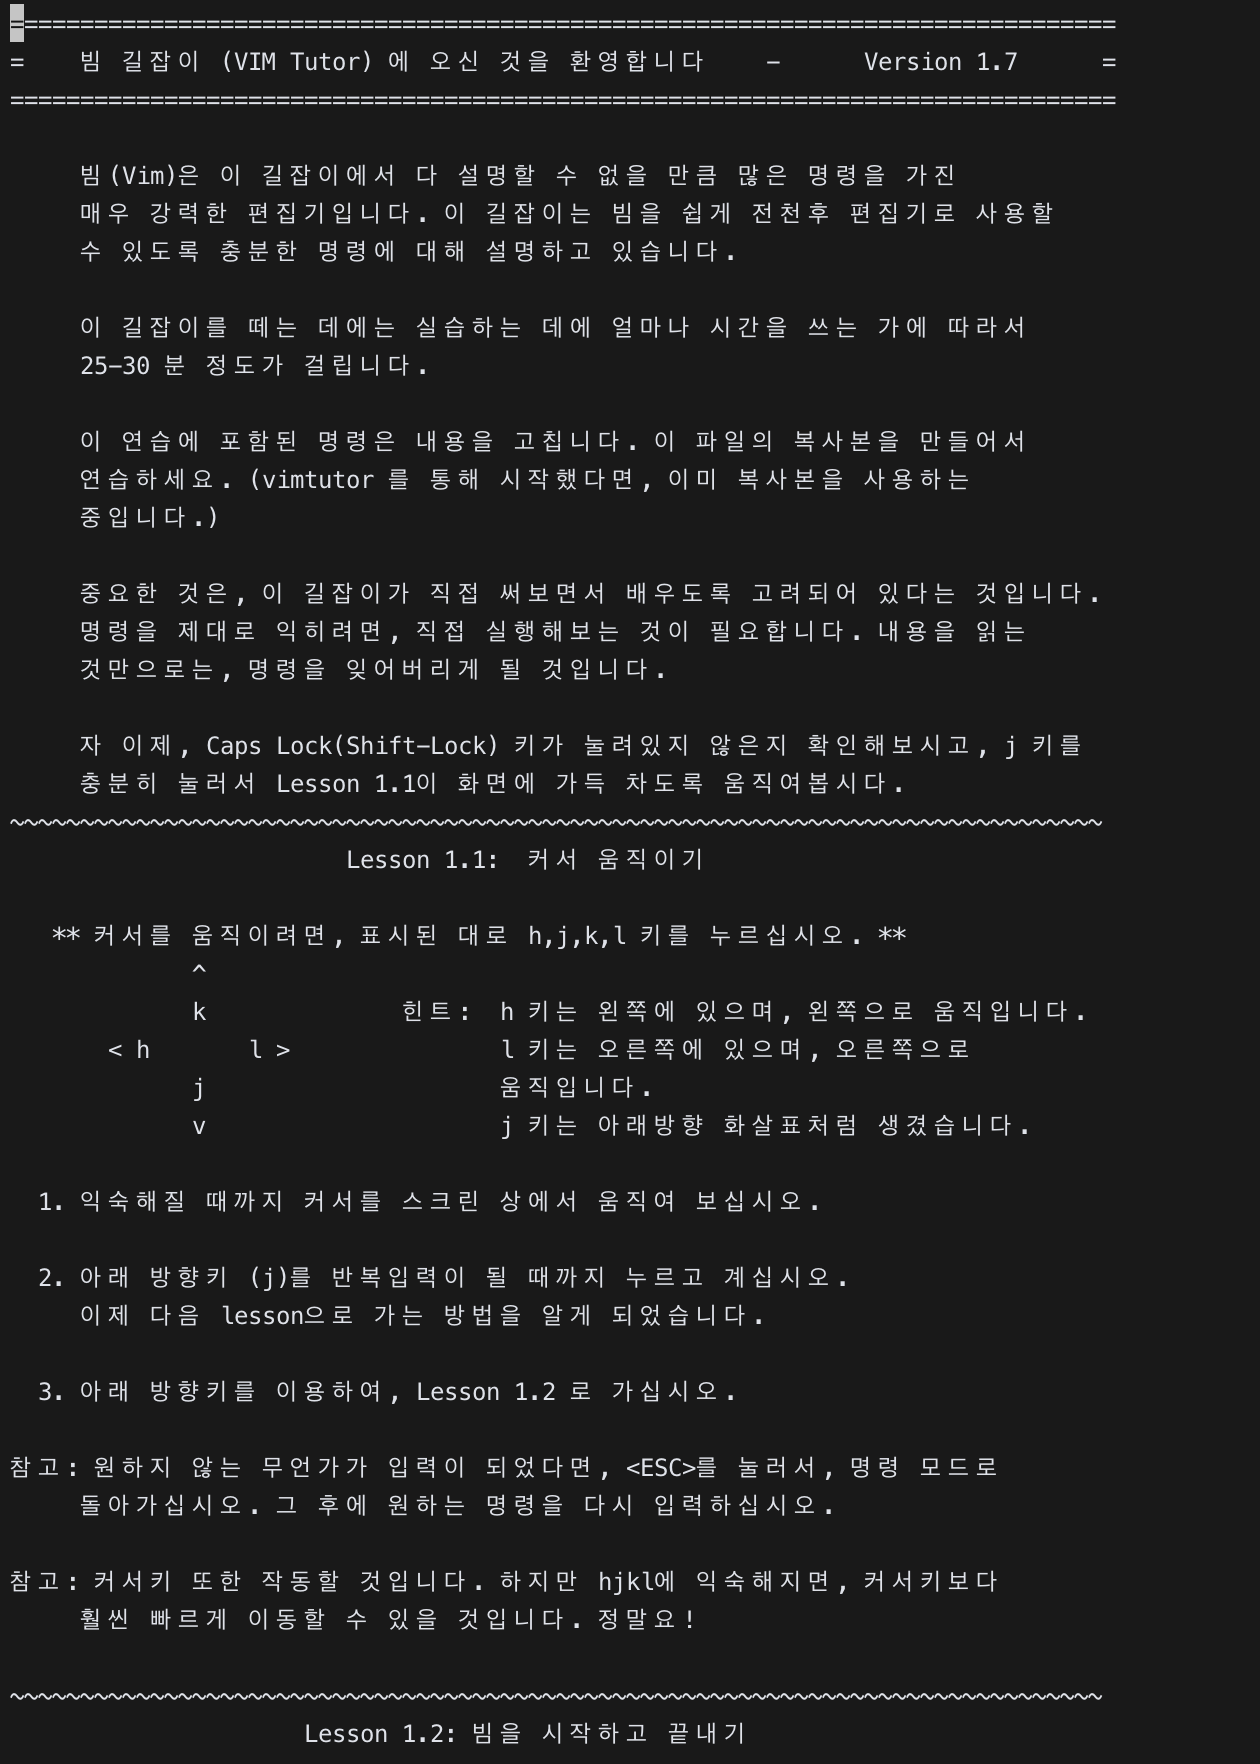 ===============================================================================
=    빔 길잡이 (VIM Tutor) 에 오신 것을 환영합니다    -      Version 1.7      =
===============================================================================
빔(Vim)은 이 길잡이에서 다 설명할 수 없을 만큼 많은 명령을 가진
매우 강력한 편집기입니다. 이 길잡이는 빔을 쉽게 전천후 편집기로 사용할
수 있도록 충분한 명령에 대해 설명하고 있습니다.
이 길잡이를 떼는 데에는 실습하는 데에 얼마나 시간을 쓰는 가에 따라서
25-30 분 정도가 걸립니다.
이 연습에 포함된 명령은 내용을 고칩니다. 이 파일의 복사본을 만들어서
연습하세요. (vimtutor 를 통해 시작했다면, 이미 복사본을 사용하는
중입니다.)
중요한 것은, 이 길잡이가 직접 써보면서 배우도록 고려되어 있다는 것입니다.
명령을 제대로 익히려면, 직접 실행해보는 것이 필요합니다. 내용을 읽는
것만으로는, 명령을 잊어버리게 될 것입니다.
자 이제, Caps Lock(Shift-Lock) 키가 눌려있지 않은지 확인해보시고, j 키를
충분히 눌러서 Lesson 1.1이 화면에 가득 차도록 움직여봅시다.
~~~~~~~~~~~~~~~~~~~~~~~~~~~~~~~~~~~~~~~~~~~~~~~~~~~~~~~~~~~~~~~~~~~~~~~~~~~~~~
Lesson 1.1:  커서 움직이기
** 커서를 움직이려면, 표시된 대로 h,j,k,l 키를 누르십시오. **
^
k              힌트:  h 키는 왼쪽에 있으며, 왼쪽으로 움직입니다.
< h       l >               l 키는 오른쪽에 있으며, 오른쪽으로
j                     움직입니다.
v                     j 키는 아래방향 화살표처럼 생겼습니다.
1. 익숙해질 때까지 커서를 스크린 상에서 움직여 보십시오.
2. 아래 방향키 (j)를 반복입력이 될 때까지 누르고 계십시오.
이제 다음 lesson으로 가는 방법을 알게 되었습니다.
3. 아래 방향키를 이용하여, Lesson 1.2 로 가십시오.
참고: 원하지 않는 무언가가 입력이 되었다면, <ESC>를 눌러서, 명령 모드로
돌아가십시오. 그 후에 원하는 명령을 다시 입력하십시오.
참고: 커서키 또한 작동할 것입니다. 하지만 hjkl에 익숙해지면, 커서키보다
훨씬 빠르게 이동할 수 있을 것입니다. 정말요!
~~~~~~~~~~~~~~~~~~~~~~~~~~~~~~~~~~~~~~~~~~~~~~~~~~~~~~~~~~~~~~~~~~~~~~~~~~~~~~
Lesson 1.2: 빔을 시작하고 끝내기